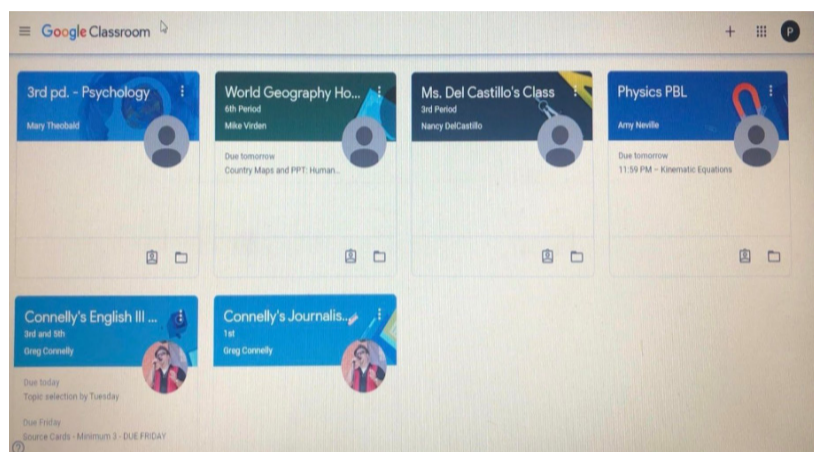 Google Classroom
P
3rd pd. - Psychology
Mary Theobald
World Geography Ho...
6th Period
Mike Virden
Due tomorrow
Country Maps and PPT: Human...
Ms. Del Castillo's Class
3rd Period
Nancy DelCastillo
Physics PBL
Amy Neville
Due tomorrow
11:59 PM – Kinematic Equations
Connelly's English III ...
3rd and 5th
Greg Connelly
Due today
Topic selection by Tuesday
Due Friday
Source Cards - Minimum 3 - DUE FRIDAY
Connelly's Journalis...
1st
Greg Connelly